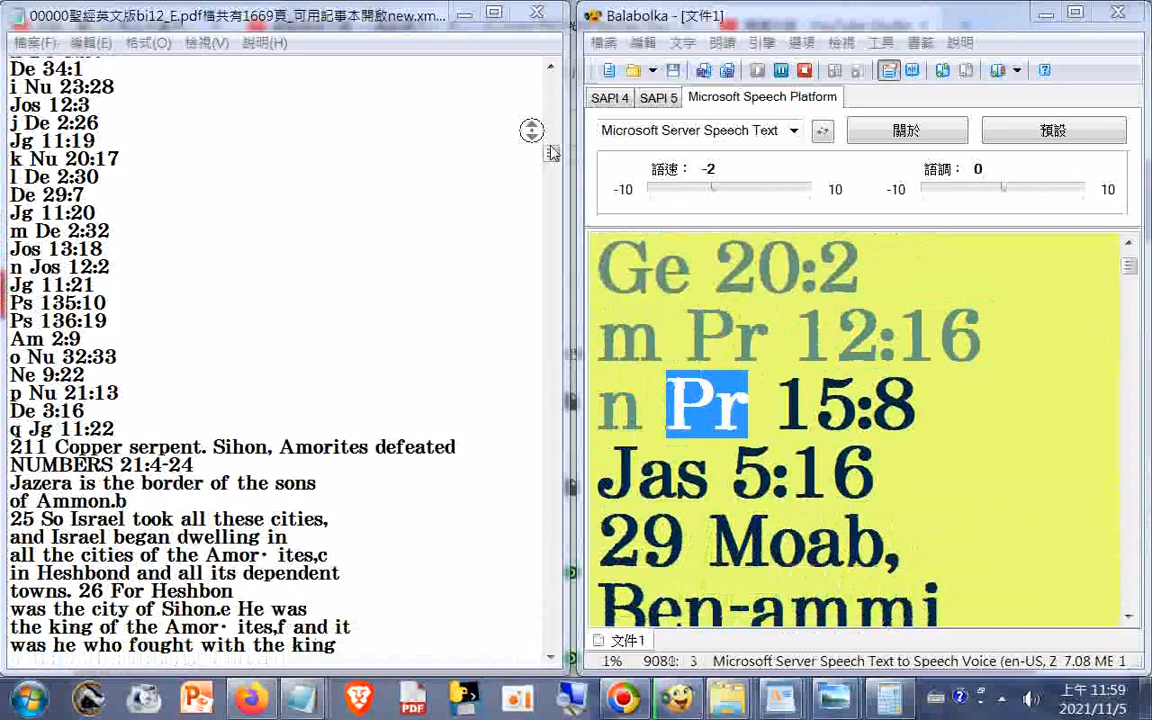 00000聖經英文版bi12_E.pdf檔共有1669頁_可用記事本開啟new.xm...
檔案(F) 編輯(E) 格式(O) 檢視(V) 說明(H)
De 34:1
i Nu 23:28
Jos 12:3
j De 2:26
Jg 11:19
k Nu 20:17
l De 2:30
De 29:7
Jg 11:20
m De 2:32
Jos 13:18
n Jos 12:2
Jg 11:21
Ps 135:10
Ps 136:19
Am 2:9
o Nu 32:33
Ne 9:22
p Nu 21:13
De 3:16
q Jg 11:22
211 Copper serpent. Sihon, Amorites defeated
NUMBERS 21:4-24
Jazera is the border of the sons
of Ammon.b
25 So Israel took all these cities,
and Israel began dwelling in
all the cities of the Amor· ites,c
in Heshbond and all its dependent
towns. 26 For Heshbon
was the city of Sihon.e He was
the king of the Amor· ites,f and it
was he who fought with the king
Balabolka - [文件1]
檔案 編輯 文字 朗讀 引擎 選項 檢視 工具 書籤 說明
SAPI 4 SAPI 5 Microsoft Speech Platform
Microsoft Server Speech Text 關於 預設
語速： -2 語調： 0
-10 10 -10 10
Ge 20:2
m Pr 12:16
n Pr 15:8
Jas 5:16
29 Moab,
Ben-ammi
文件1
1% 9081: 3 Microsoft Server Speech Text to Speech Voice (en-US, Z 7.08 ME 1
上午 11:59
2021/11/5